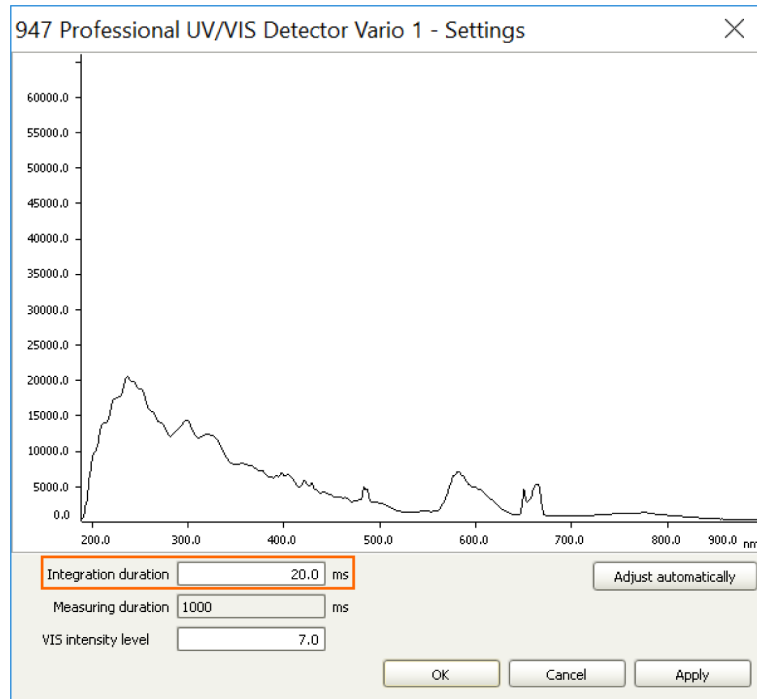 947 Professional UV/VIS Detector Vario 1 - Settings
60000.0
55000.0
50000.0
45000.0
40000.0
35000.0
30000.0
25000.0
20000.0
15000.0
10000.0
5000.0
0.0
200.0 300.0 400.0 500.0 600.0 700.0 800.0 900.0 nm
Integration duration 20.0 ms Adjust automatically
Measuring duration 1000 ms
VIS intensity level 7.0
OK Cancel Apply